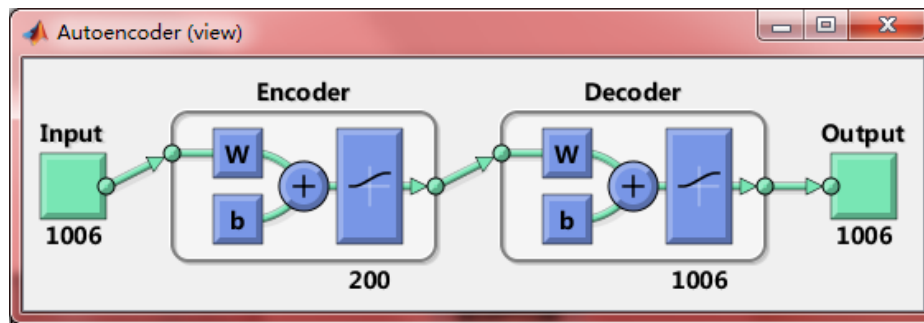 Autoencoder (view)
Encoder
Decoder
Input
W
b
W
b
Output
1006
200
1006
1006